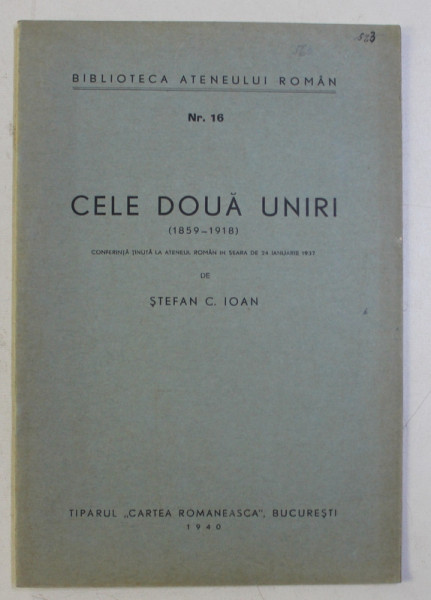 523
BIBLIOTECA ATENEULUI ROMÂN
Nr. 16
CELE DOUĂ UNIRI
(1859–1918)
CONFERINȚĂ ȚINUTĂ LA ATENEUL ROMÂN IN SEARA DE 24 IANUARIE 1937
DE
ȘTEFAN C. IOAN
TIPARUL „CARTEA ROMANEASCA", BUCUREȘTI
1940